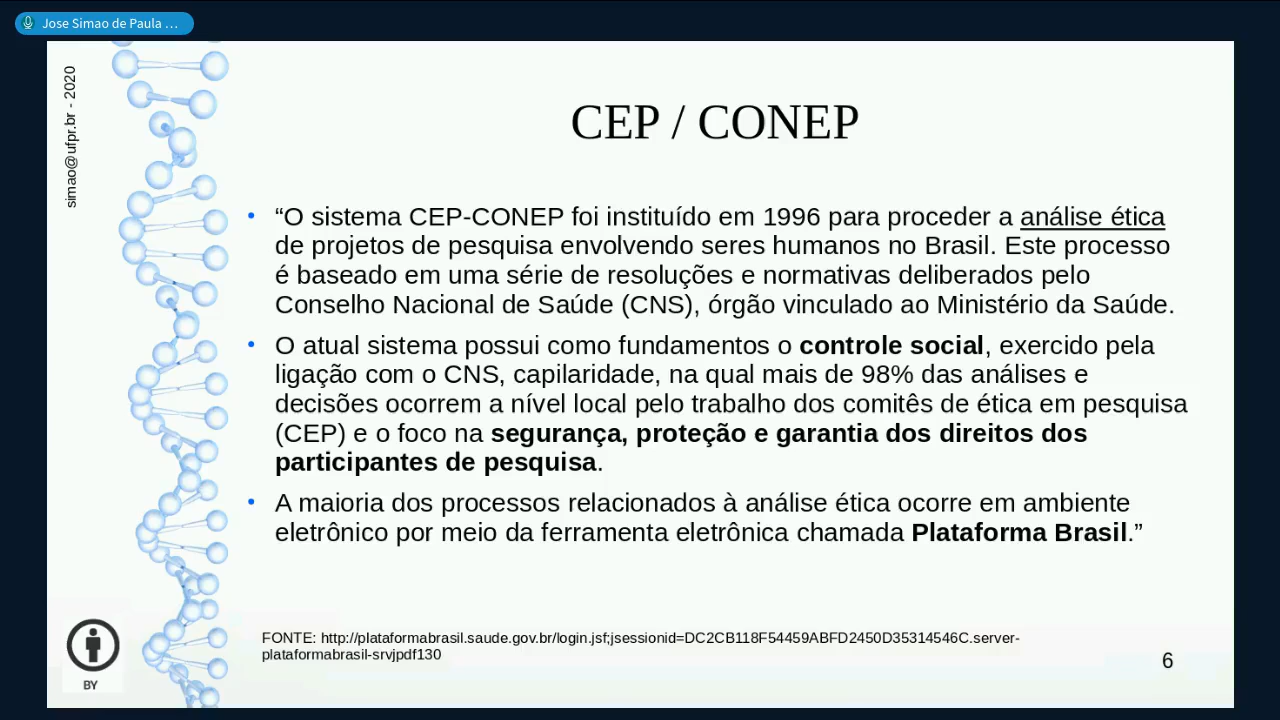 Jose Simao de Paula ...
simao@ufpr.br - 2020
CEP / CONEP
• “O sistema CEP-CONEP foi instituído em 1996 para proceder a análise ética
de projetos de pesquisa envolvendo seres humanos no Brasil. Este processo
é baseado em uma série de resoluções e normativas deliberados pelo
Conselho Nacional de Saúde (CNS), órgão vinculado ao Ministério da Saúde.
• O atual sistema possui como fundamentos o controle social, exercido pela
ligação com o CNS, capilaridade, na qual mais de 98% das análises e
decisões ocorrem a nível local pelo trabalho dos comitês de ética em pesquisa
(CEP) e o foco na segurança, proteção e garantia dos direitos dos
participantes de pesquisa.
• A maioria dos processos relacionados à análise ética ocorre em ambiente
eletrônico por meio da ferramenta eletrônica chamada Plataforma Brasil.”
FONTE: http://plataformabrasil.saude.gov.br/login.jsf;jsessionid=DC2CB118F54459ABFD2450D35314546C.server-
plataformabrasil-srvjpdf130
6
BY